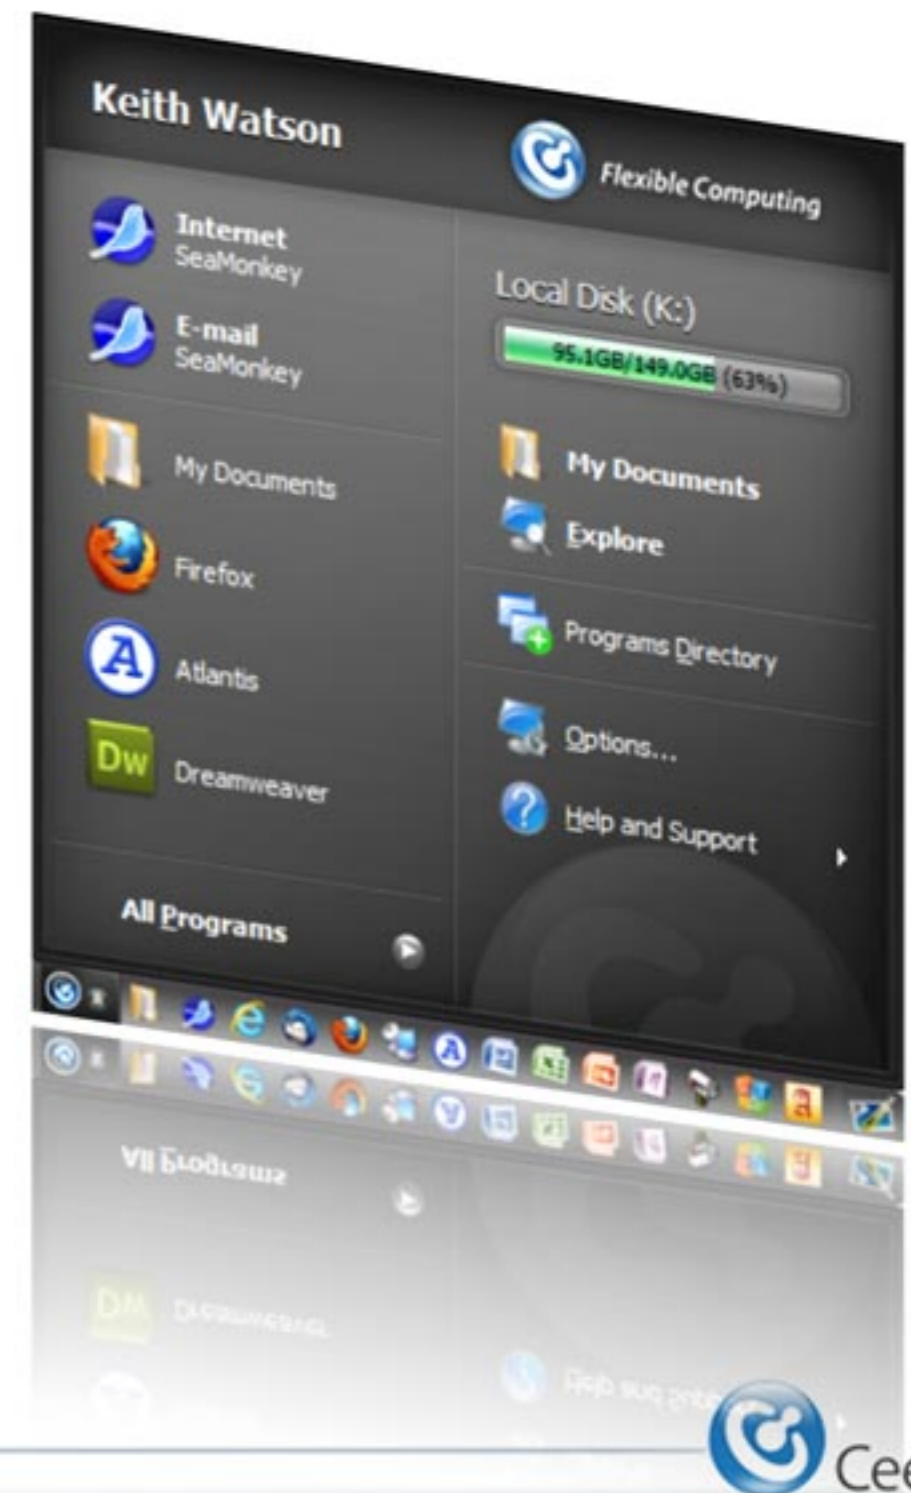 Keith Watson
Flexible Computing
Internet
SeaMonkey
E-mail
SeaMonkey
My Documents
Firefox
A
Atlantis
Dw
Dreamweaver
All Programs
Local Disk (K:)
95.1GB/149.0GB (63%)
My Documents
Explore
Programs Directory
Options...
Help and Support
Cee